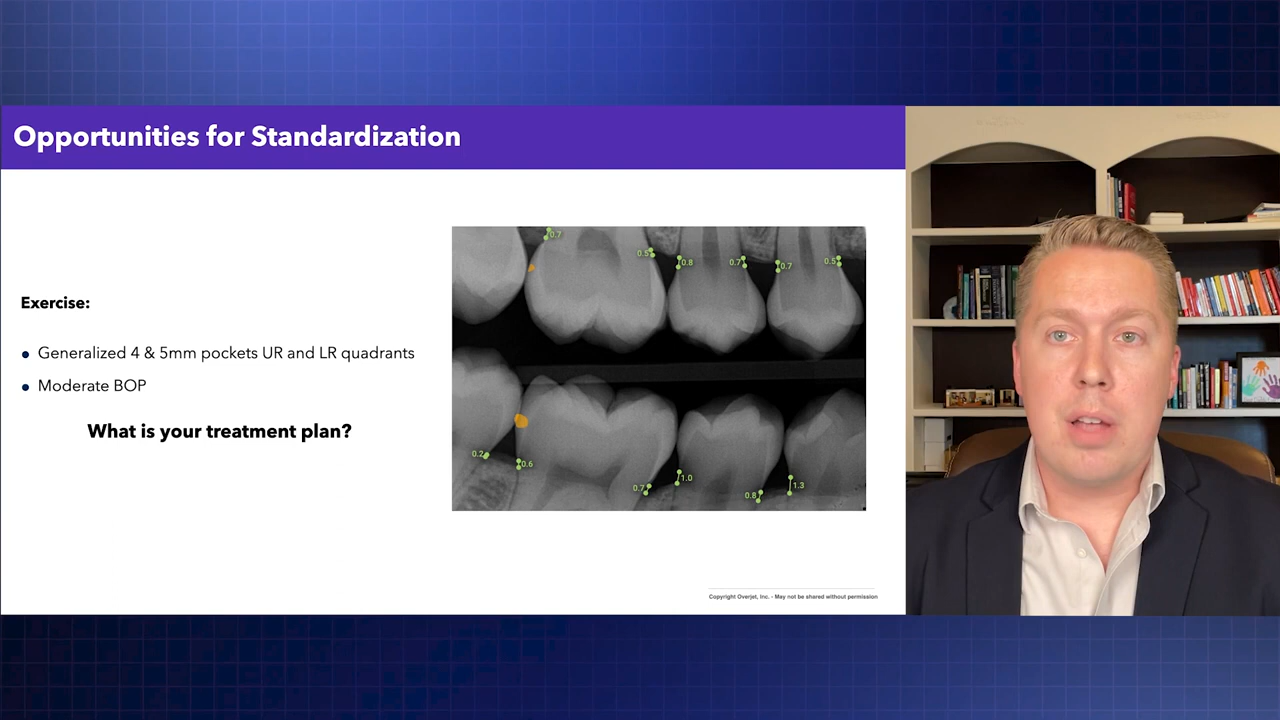 Opportunities for Standardization
Exercise:
Generalized 4 & 5mm pockets UR and LR quadrants
Moderate BOP
What is your treatment plan?
0.7
0.5
0.8
0.7
0.7
0.5
0.2
0.6
0.7
1.0
0.8
1.3
Copyright Overjet, Inc. - May not be shared without permission